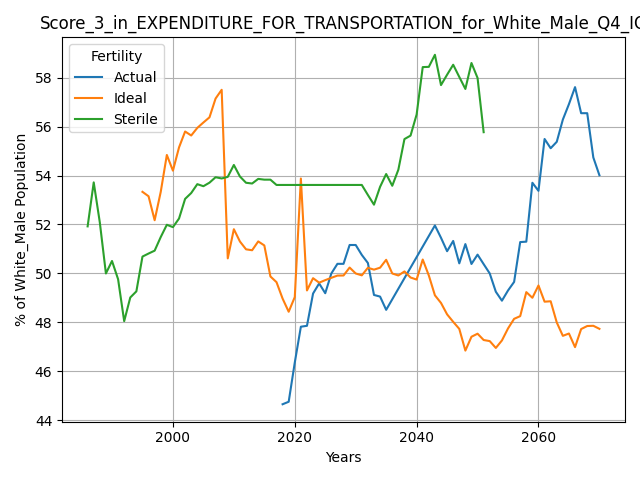 Score_3_in_EXPENDITURE_FOR_TRANSPORTATION_for_White_Male_Q4_IC
Fertility
Actual
Ideal
Sterile
% of White_Male Population
58
56
54
52
50
48
46
44
2000 2020 2040 2060
Years